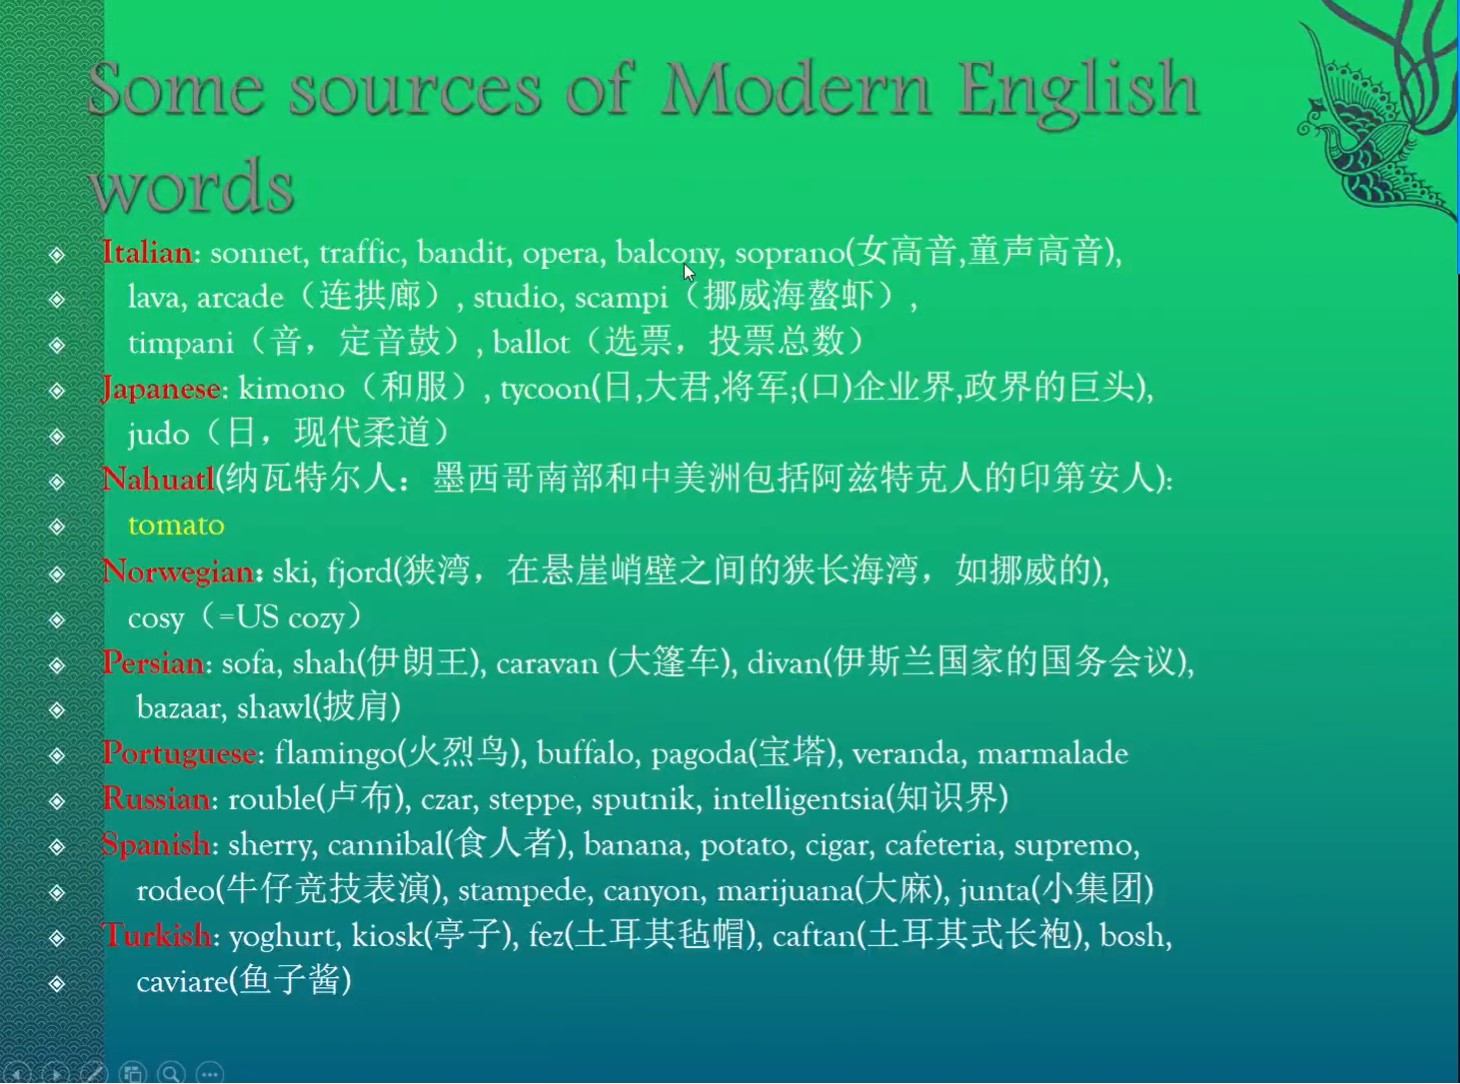 Some sources of Modern English
words
Italian: sonnet, traffic, bandit, opera, balcony, soprano(女高音,童声高音),
lava, arcade（连拱廊）, studio, scampi（挪威海螯虾）,
timpani（音，定音鼓）, ballot（选票，投票总数）
Japanese: kimono（和服）, tycoon(日,大君,将军;(口)企业界,政界的巨头),
judo（日，现代柔道）
Nahuatl(纳瓦特尔人：墨西哥南部和中美洲包括阿兹特克人的印第安人):
tomato
Norwegian: ski, fjord(狭湾，在悬崖峭壁之间的狭长海湾，如挪威的),
cosy（=US cozy）
Persian: sofa, shah(伊朗王), caravan (大篷车), divan(伊斯兰国家的国务会议),
bazaar, shawl(披肩)
Portuguese: flamingo(火烈鸟), buffalo, pagoda(宝塔), veranda, marmalade
Russian: rouble(卢布), czar, steppe, sputnik, intelligentsia(知识界)
Spanish: sherry, cannibal(食人者), banana, potato, cigar, cafeteria, supremo,
rodeo(牛仔竞技表演), stampede, canyon, marijuana(大麻), junta(小集团)
Turkish: yoghurt, kiosk(亭子), fez(土耳其毡帽), caftan(土耳其式长袍), bosh,
caviare(鱼子酱)